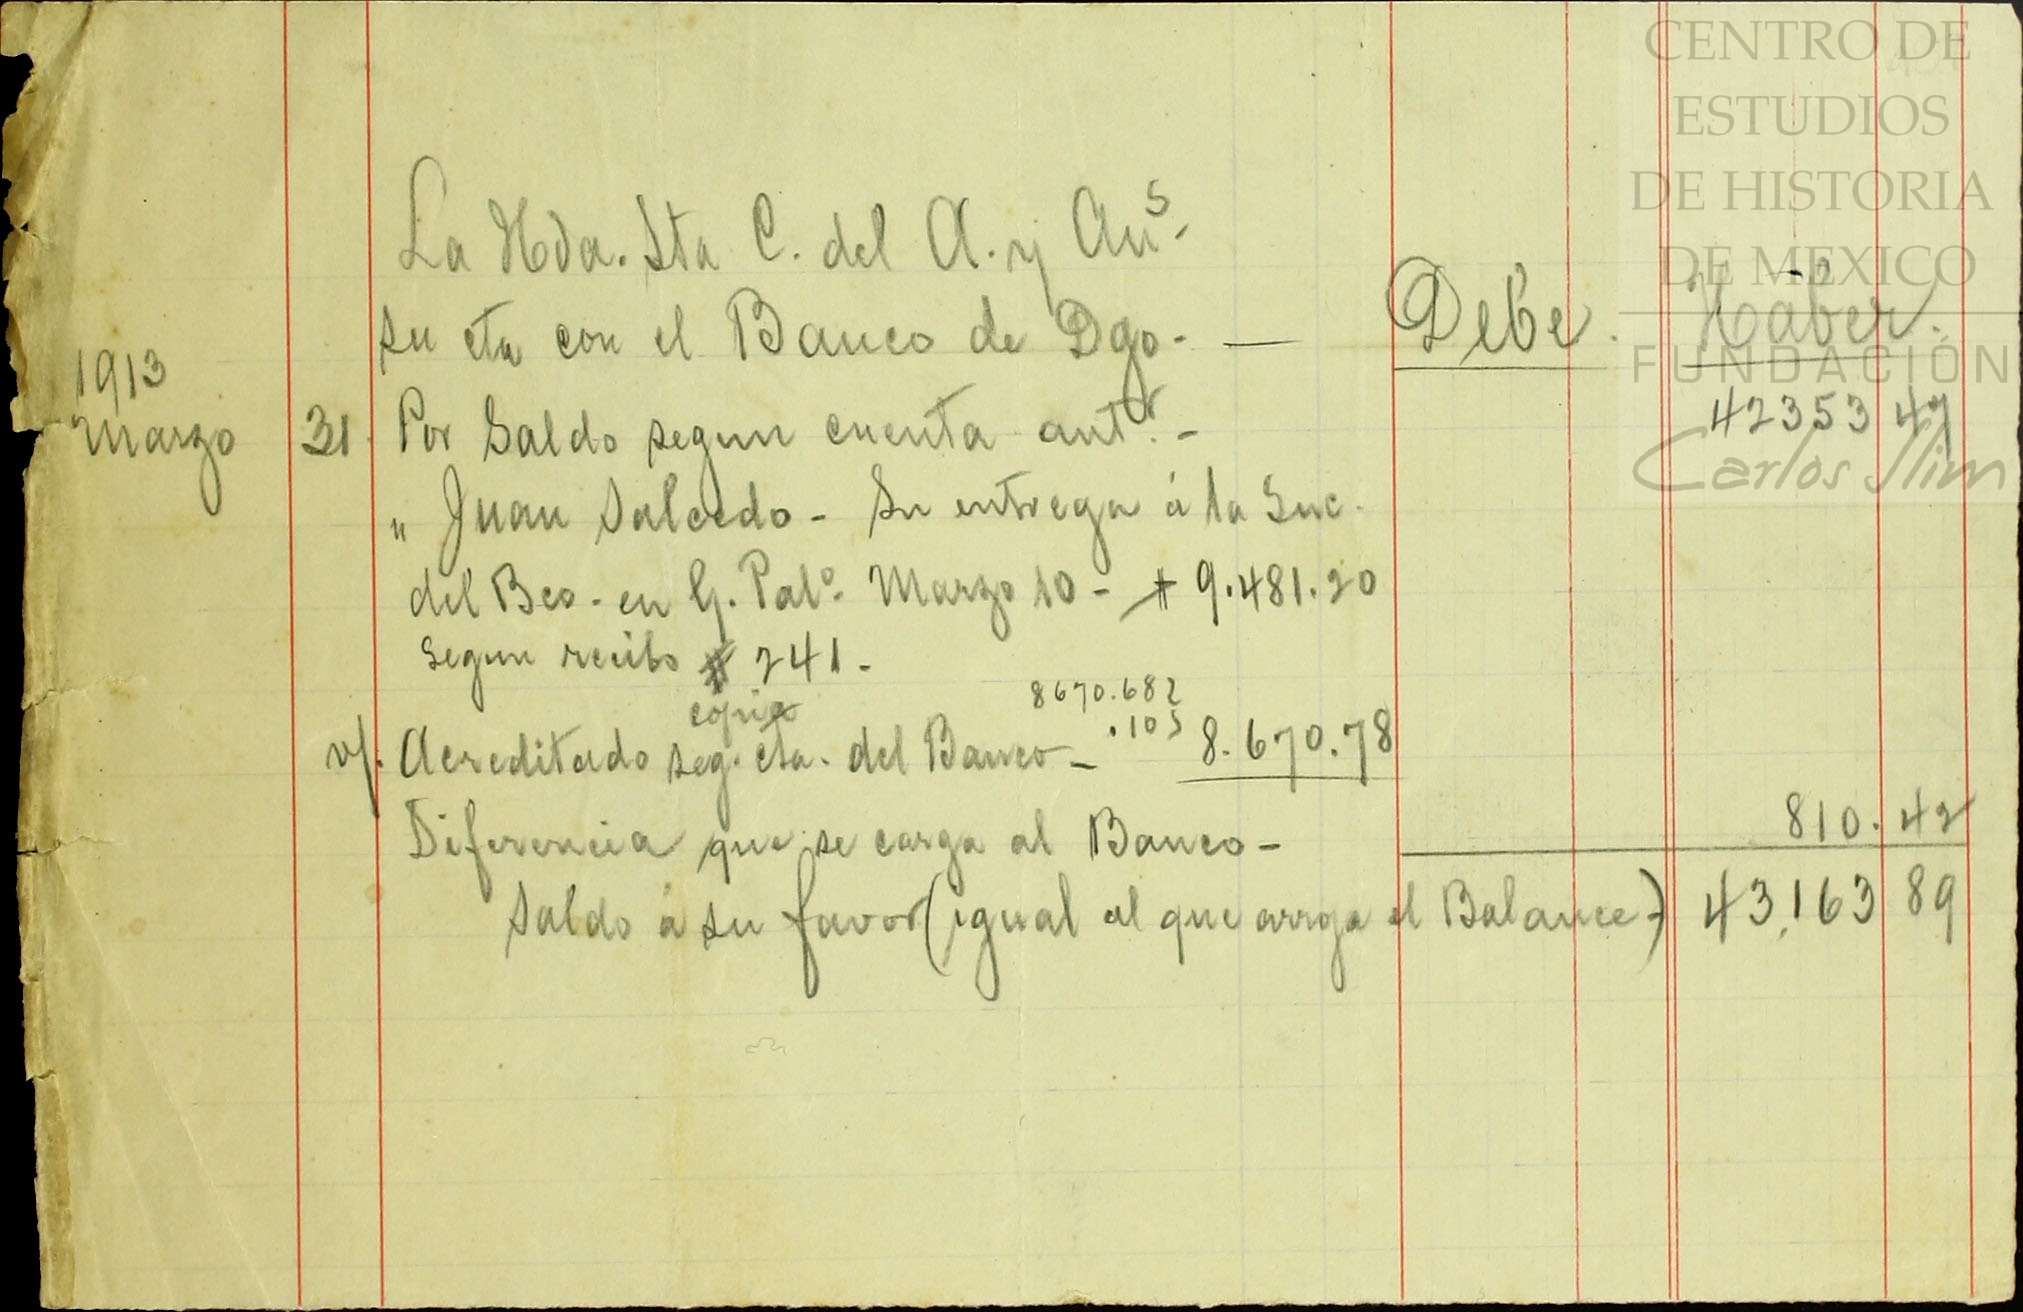 CENTRO DE
ESTUDIOS
DE HISTORIA
DE MEXICO
FUNDACIÓN
Carlos Slim
La Hda. Sta C. del A. y Ans.
su cta con el Banco de Dgo. — Debe. Haber.
1913
Marzo 31 Por Saldo segun cuenta antr. - 42353 47
" Juan Salcedo - Su entrega á la Suc.
del Bco. en G. Palo. Marzo 10 - $ 9.481.20
segun recibo # 241.-
copia 8670.682
.105
v/. Acreditado seg. cta. del Banco - 8.670.78
Diferencia que se carga al Banco - 810. 42
Saldo á su favor (igual al que arroja el Balance-) 43,163 89